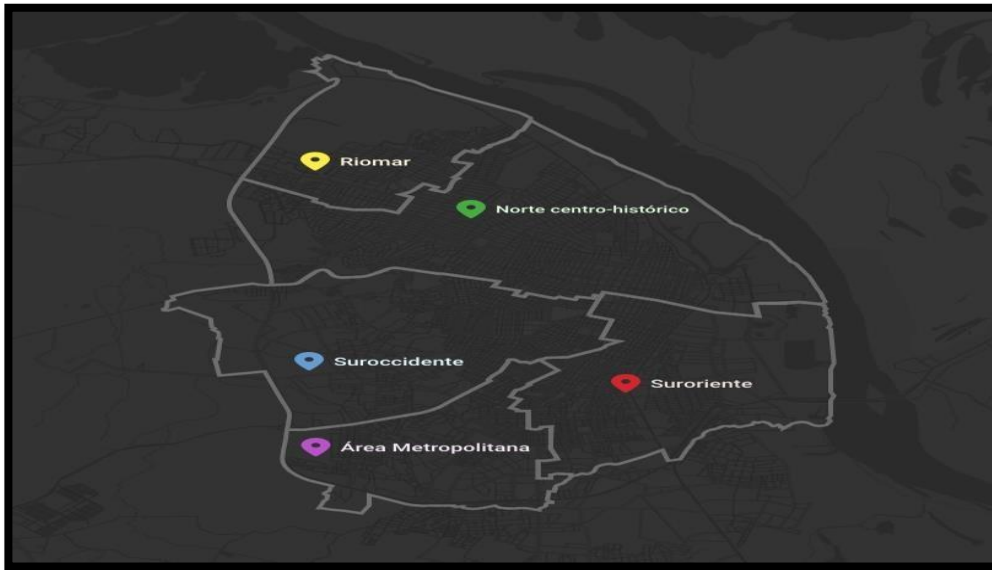 Riomar
Norte centro-histórico
Suroccidente
Suroriente
Área Metropolitana